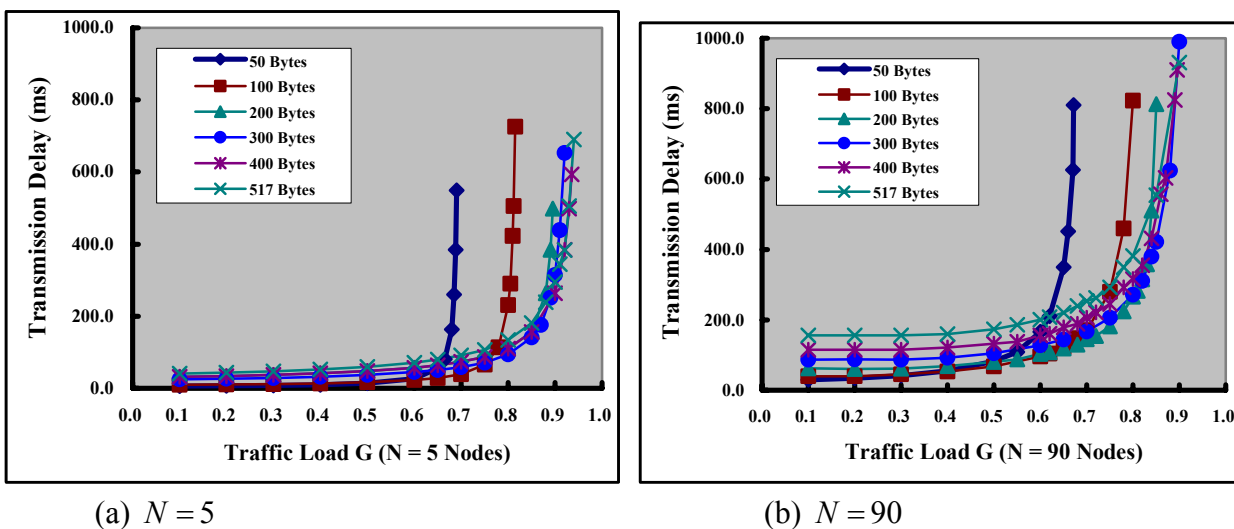 1000.0
800.0
600.0
400.0
200.0
0.0
Transmission Delay (ms)
50 Bytes
100 Bytes
200 Bytes
300 Bytes
400 Bytes
517 Bytes
0.0 0.1 0.2 0.3 0.4 0.5 0.6 0.7 0.8 0.9 1.0
Traffic Load G (N = 5 Nodes)
(a) N = 5
1000.0
800.0
600.0
400.0
200.0
0.0
Transmission Delay (ms)
50 Bytes
100 Bytes
200 Bytes
300 Bytes
400 Bytes
517 Bytes
0.0 0.1 0.2 0.3 0.4 0.5 0.6 0.7 0.8 0.9 1.0
Traffic Load G (N = 90 Nodes)
(b) N = 90